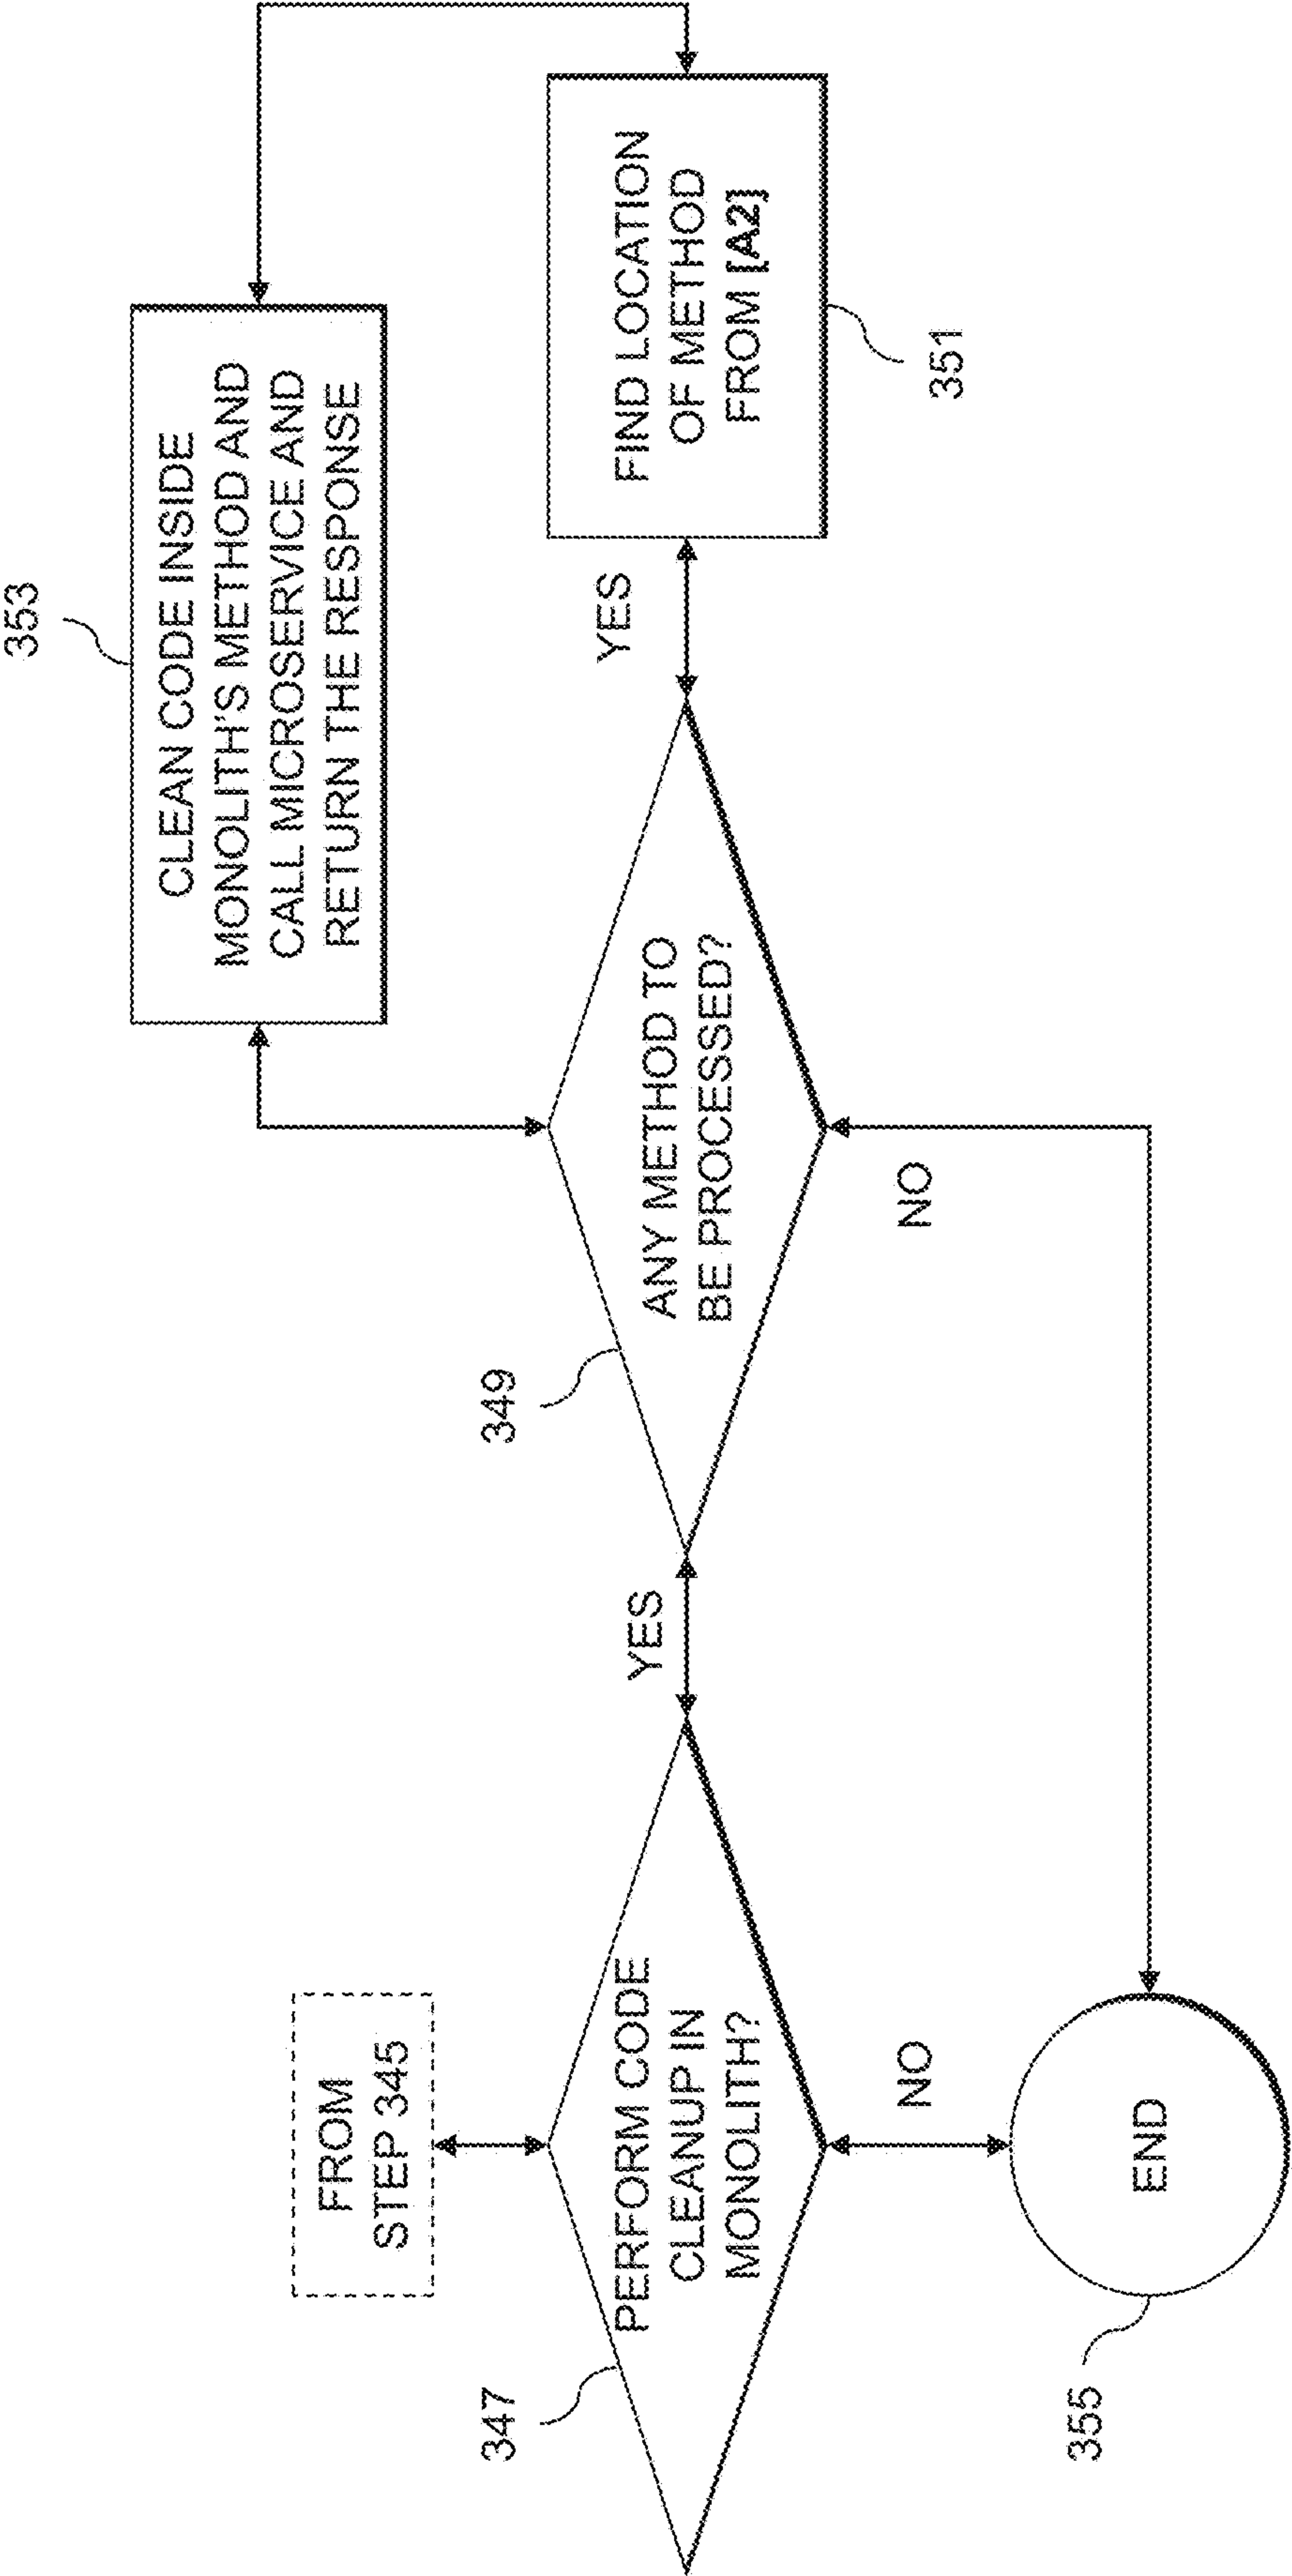 FROM
STEP 345
347
PERFORM CODE
CLEANUP IN
MONOLITH?
YES
NO
355
END
349
ANY METHOD TO
BE PROCESSED?
YES
NO
FIND LOCATION
OF METHOD
FROM [A2]
351
353
CLEAN CODE INSIDE
MONOLITH'S METHOD AND
CALL MICROSERVICE AND
RETURN THE RESPONSE